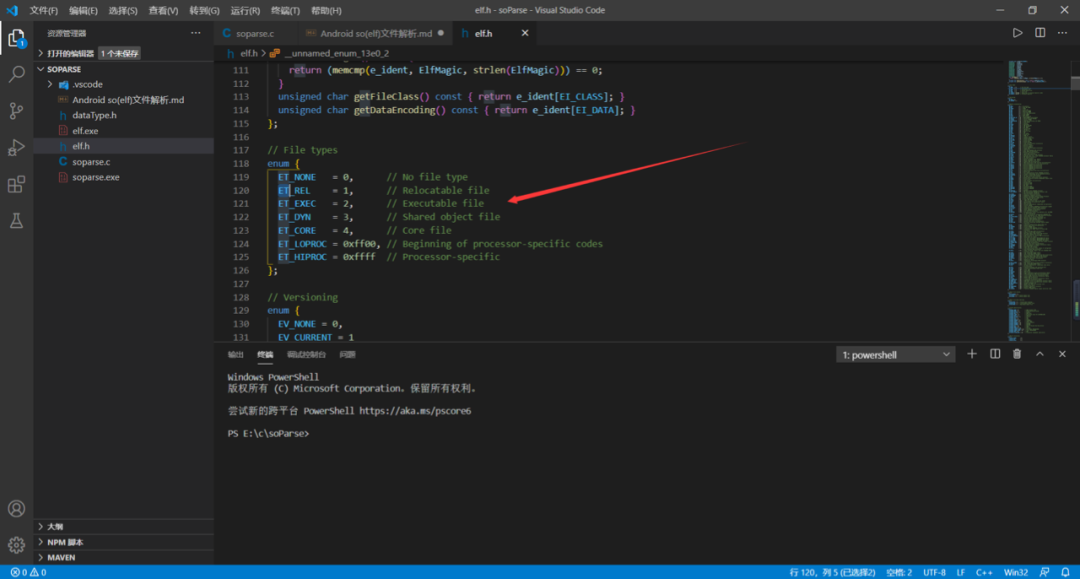 文件(F) 编辑(E) 选择(S) 查看(V) 转到(G) 运行(R) 终端(T) 帮助(H) elf.h - soParse - Visual Studio Code
资源管理器
打开的编辑器 1 个未保存
SOPARSE
.vscode
Android so(elf)文件解析.md
dataType.h
elf.exe
elf.h
soparse.c
soparse.exe
大纲
NPM 脚本
MAVEN
soparse.c Android so(elf)文件解析.md elf.h
elf.h > __unnamed_enum_13e0_2
111 return (memcmp(e_ident, ElfMagic, strlen(ElfMagic))) == 0;
112 }
113 unsigned char getFileClass() const { return e_ident[EI_CLASS]; }
114 unsigned char getDataEncoding() const { return e_ident[EI_DATA]; }
115 };
116
117 // File types
118 enum {
119 ET_NONE = 0, // No file type
120 ET_REL = 1, // Relocatable file
121 ET_EXEC = 2, // Executable file
122 ET_DYN = 3, // Shared object file
123 ET_CORE = 4, // Core file
124 ET_LOPROC = 0xff00, // Beginning of processor-specific codes
125 ET_HIPROC = 0xffff // Processor-specific
126 };
127
128 // Versioning
129 enum {
130 EV_NONE = 0,
131 EV_CURRENT = 1
输出 终端 调试控制台 问题 1: powershell
Windows PowerShell
版权所有 (C) Microsoft Corporation。保留所有权利。
尝试新的跨平台 PowerShell https://aka.ms/pscore6
PS E:\c\soParse>
0 0 行 120，列 5 (已选择2) 空格: 2 UTF-8 LF C++ Win32